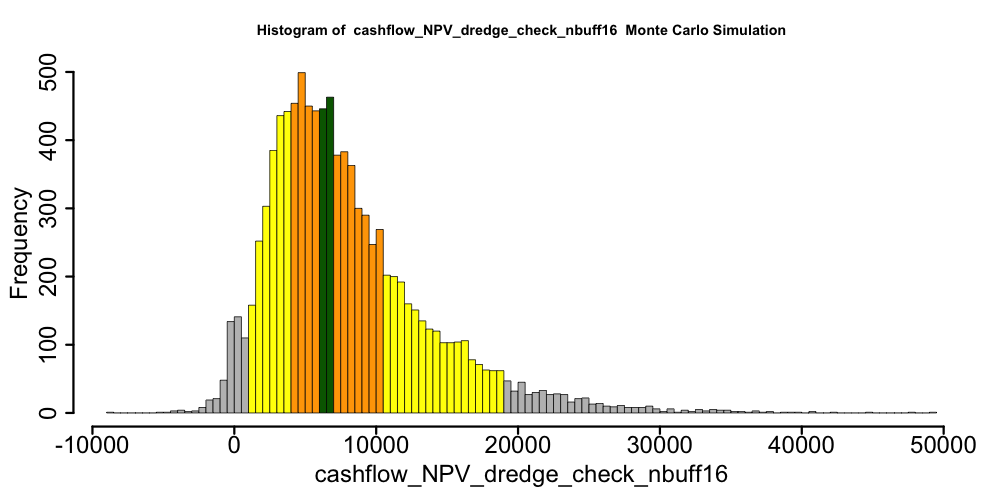 Histogram of  cashflow_NPV_dredge_check_nbuff16  Monte Carlo Simulation
Frequency
500
400
300
200
100
0
-10000 0 10000 20000 30000 40000 50000
cashflow_NPV_dredge_check_nbuff16